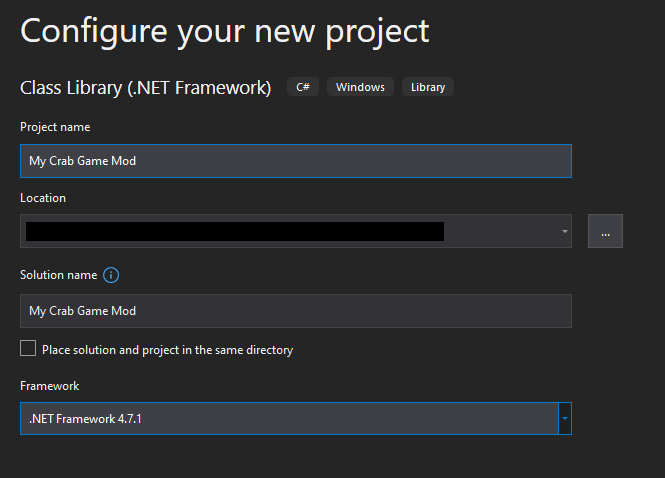 Configure your new project
Class Library (.NET Framework) C# Windows Library
Project name
My Crab Game Mod
Location
...
Solution name
My Crab Game Mod
Place solution and project in the same directory
Framework
.NET Framework 4.7.1